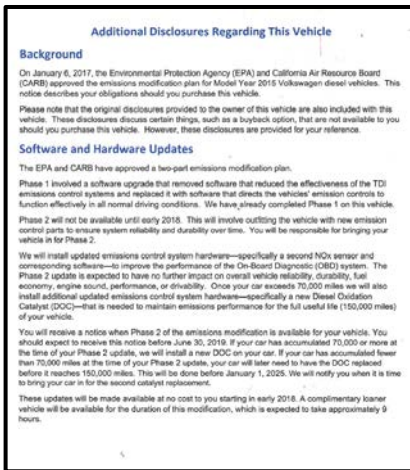 Additional Disclosures Regarding This Vehicle
Background
On January 6, 2017, the Environmental Protection Agency (EPA) and California Air Resource Board
(CARB) approved the emissions modification plan for Model Year 2015 Volkswagen diesel vehicles. This
notice describes your obligations should you purchase this vehicle.
Please note that the original disclosures provided to the owner of this vehicle are also included with this
vehicle. These disclosures discuss certain things, such as a buyback option, that are not available to you
should you purchase this vehicle. However, these disclosures are provided for your reference.
Software and Hardware Updates
The EPA and CARB have approved a two-part emissions modification plan.
Phase 1 involved a software upgrade that removed software that reduced the effectiveness of the TDI
emissions control systems and replaced it with software that directs the vehicles' emission controls to
function effectively in all normal driving conditions. We have already completed Phase 1 on this vehicle.
Phase 2 will not be available until early 2018. This will involve outfitting the vehicle with new emission
control parts to ensure system reliability and durability over time. You will be responsible for bringing your
vehicle in for Phase 2.
We will install updated emissions control system hardware—specifically a second NOx sensor and
corresponding software—to improve the performance of the On-Board Diagnostic (OBD) system. The
Phase 2 update is expected to have no further impact on overall vehicle reliability, durability, fuel
economy, engine sound, performance, or drivability. Once your car exceeds 70,000 miles we will also
install additional updated emissions control system hardware—specifically a new Diesel Oxidation
Catalyst (DOC)—that is needed to maintain emissions performance for the full useful life (150,000 miles)
of your vehicle.
You will receive a notice when Phase 2 of the emissions modification is available for your vehicle. You
should expect to receive this notice before June 30, 2019. If your car has accumulated 70,000 or more at
the time of your Phase 2 update, we will install a new DOC on your car. If your car has accumulated fewer
than 70,000 miles at the time of your Phase 2 update, your car will later need to have the DOC replaced
before it reaches 150,000 miles. This will be done before January 1, 2025. We will notify you when it is time
to bring your car in for the second catalyst replacement.
These updates will be made available at no cost to you starting in early 2018. A complimentary loaner
vehicle will be available for the duration of this modification, which is expected to take approximately 9
hours.